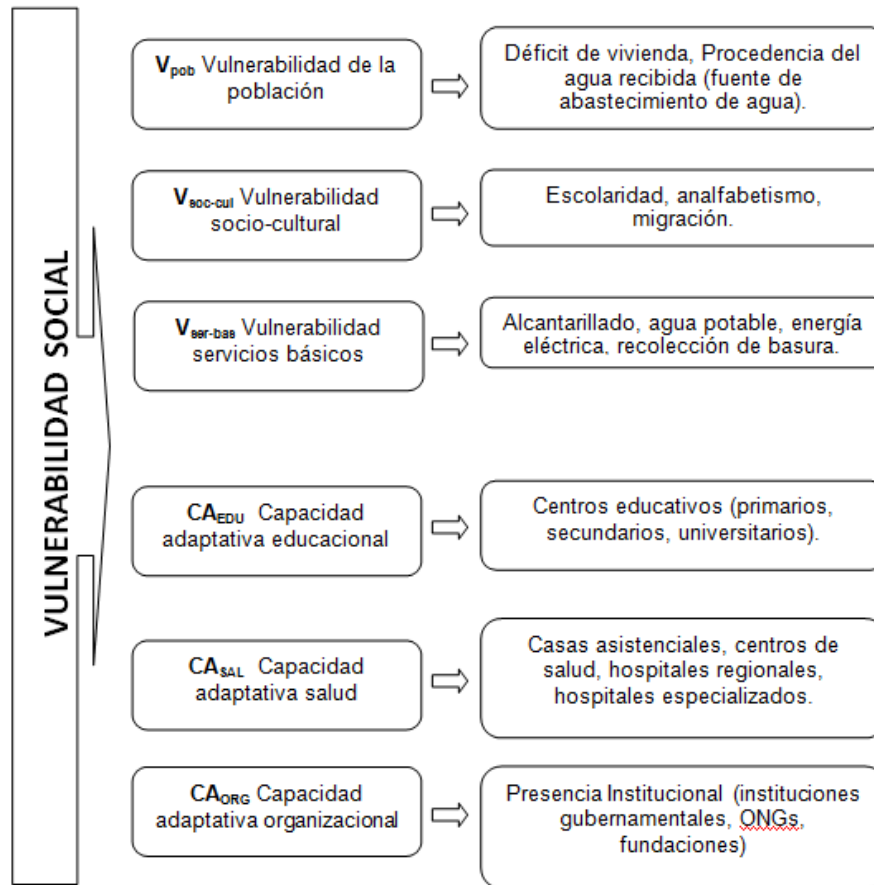 VULNERABILIDAD SOCIAL
Vpob Vulnerabilidad de la
población
Déficit de vivienda, Procedencia del
agua recibida (fuente de
abastecimiento de agua).
Vsoc-cul Vulnerabilidad
socio-cultural
Escolaridad, analfabetismo,
migración.
Vser-bas Vulnerabilidad
servicios básicos
Alcantarillado, agua potable, energía
eléctrica, recolección de basura.
CAEDU Capacidad
adaptativa educacional
Centros educativos (primarios,
secundarios, universitarios).
CASAL Capacidad
adaptativa salud
Casas asistenciales, centros de
salud, hospitales regionales,
hospitales especializados.
CAORG Capacidad
adaptativa organizacional
Presencia Institucional (instituciones
gubernamentales, ONGs,
fundaciones)